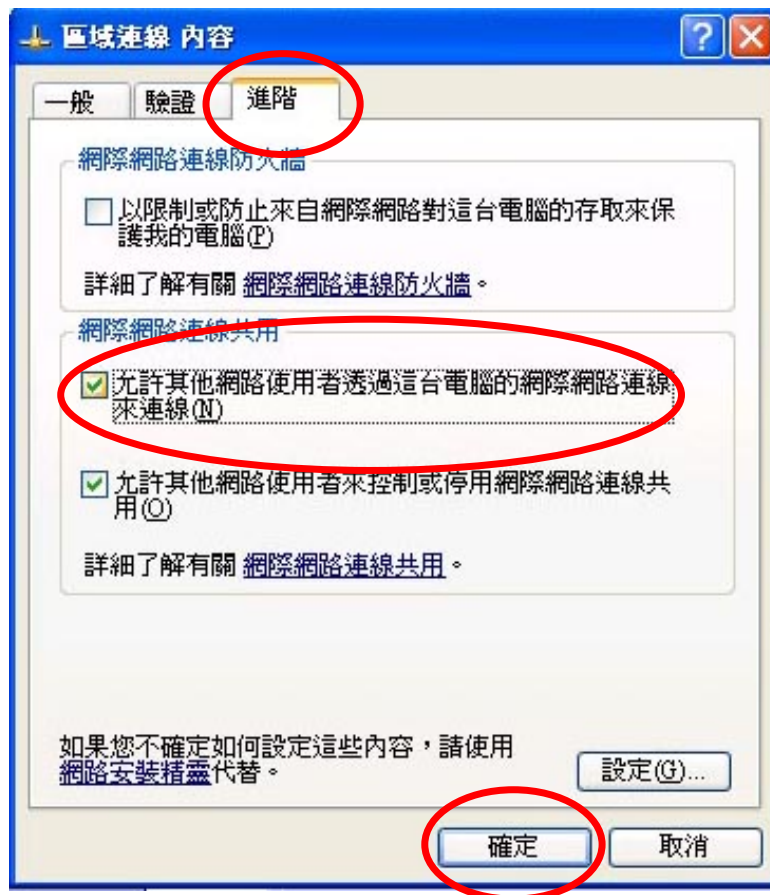 區域連線 內容
一般 驗證 進階
網際網路連線防火牆
以限制或防止來自網際網路對這台電腦的存取來保
護我的電腦(P)
詳細了解有關 網際網路連線防火牆。
網際網路連線共用
允許其他網路使用者透過這台電腦的網際網路連線
來連線(N)
允許其他網路使用者來控制或停用網際網路連線共
用(O)
詳細了解有關 網際網路連線共用。
如果您不確定如何設定這些內容，請使用
網路安裝精靈代替。
設定(G)...
確定 取消